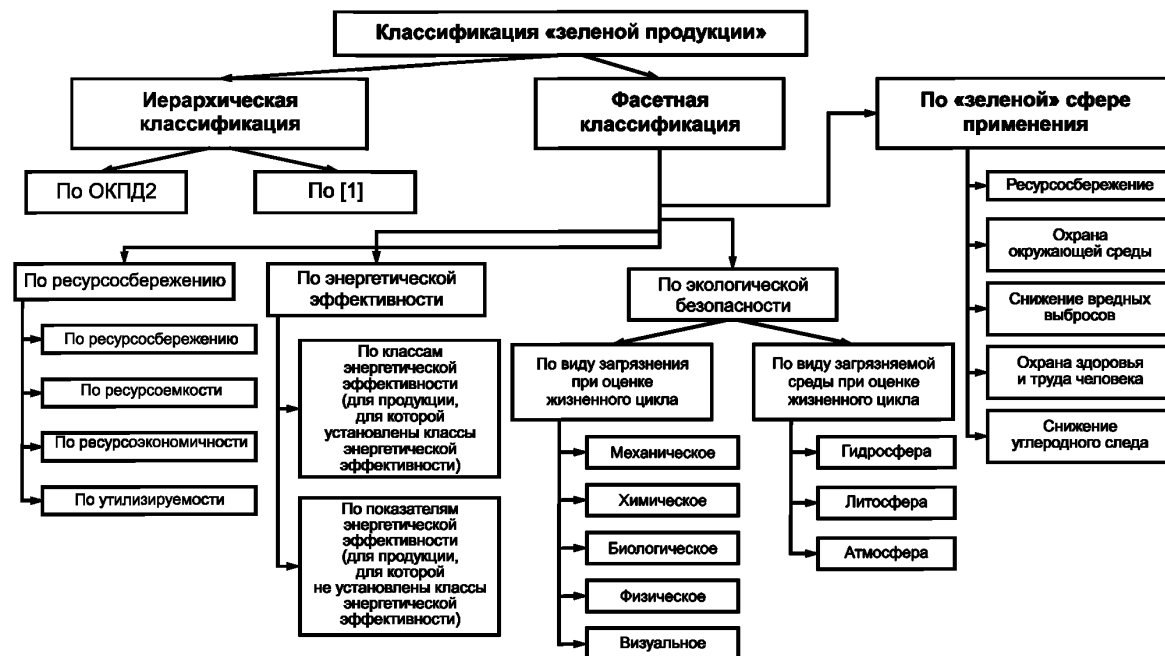 Классификация «зеленой продукции»
Иерархическая
классификация
Фасетная
классификация
По «зеленой» сфере
применения
По ОКПД2
По [1]
Ресурсосбережение
Охрана
окружающей среды
Снижение вредных
выбросов
Охрана здоровья
и труда человека
Снижение
углеродного следа
По ресурсосбережению
По ресурсосбережению
По ресурсоемкости
По ресурсоэкономичности
По утилизируемости
По энергетической
эффективности
По классам
энергетической
эффективности
(для продукции,
для которой
установлены классы
энергетической
эффективности)
По показателям
энергетической
эффективности
(для продукции,
для которой
не установлены классы
энергетической
эффективности)
По экологической
безопасности
По виду загрязнения
при оценке
жизненного цикла
Механическое
Химическое
Биологическое
Физическое
Визуальное
По виду загрязняемой
среды при оценке
жизненного цикла
Гидросфера
Литосфера
Атмосфера